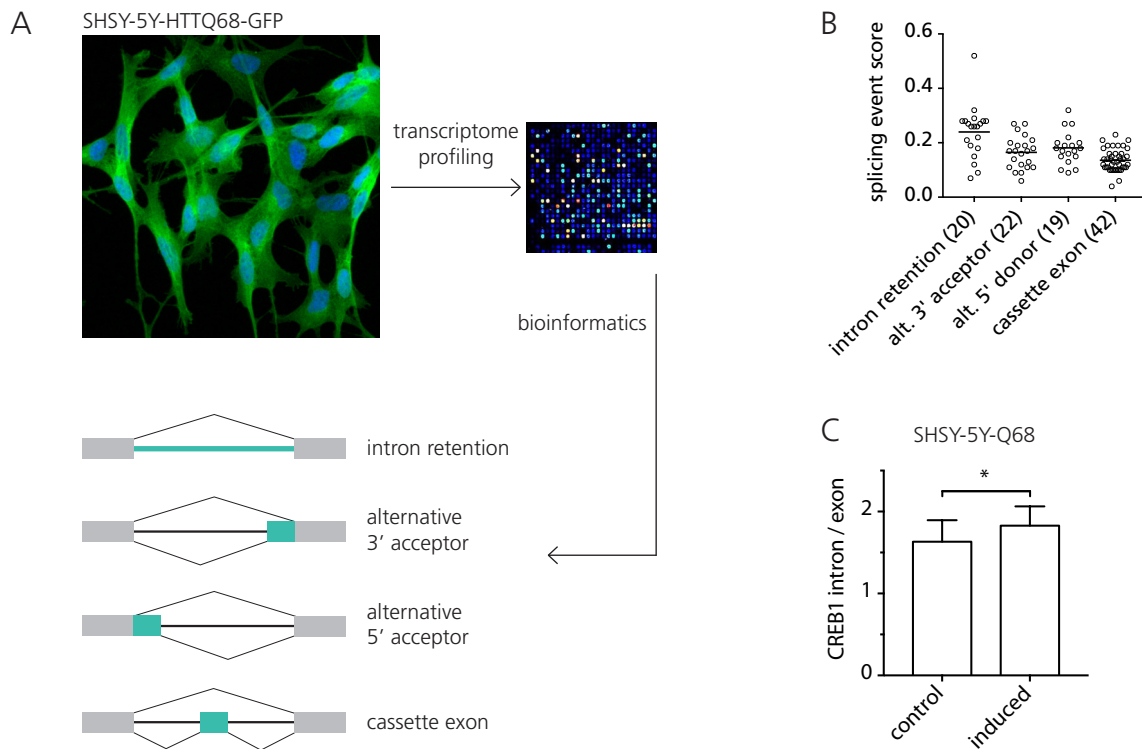 A
SHSY-5Y-HTTQ68-GFP
transcriptome
profiling
bioinformatics
intron retention
alternative
3’ acceptor
alternative
5’ acceptor
cassette exon
B
splicing event score
0.6
0.4
0.2
0.0
intron retention (20)
alt. 3' acceptor (22)
alt. 5' donor (19)
cassette exon (42)
C
SHSY-5Y-Q68
*
CREB1 intron / exon
2
1
0
control
induced